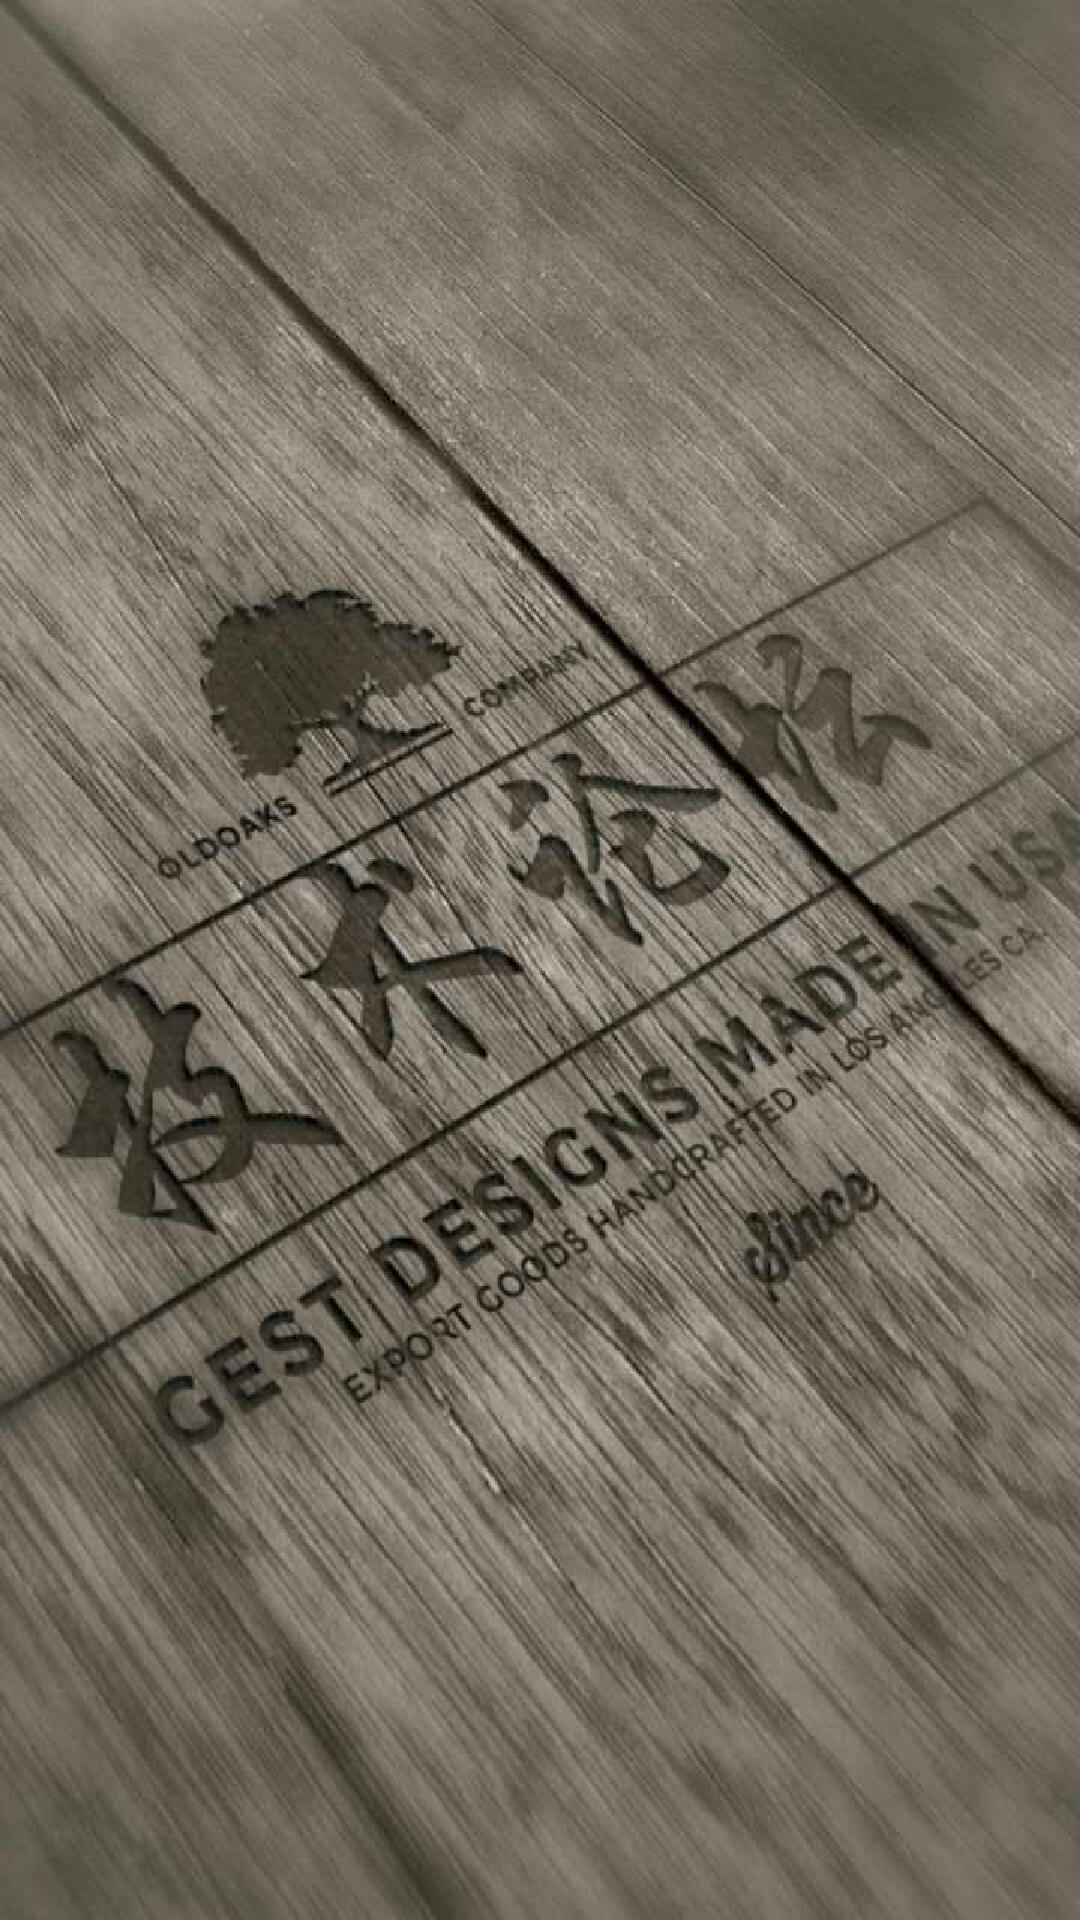 OLDOAKS COMPANY
技术论坛
GEST DESIGNS MADE IN USA
EXPORT GOODS HANDCRAFTED IN LOS ANGELES CA.
Since